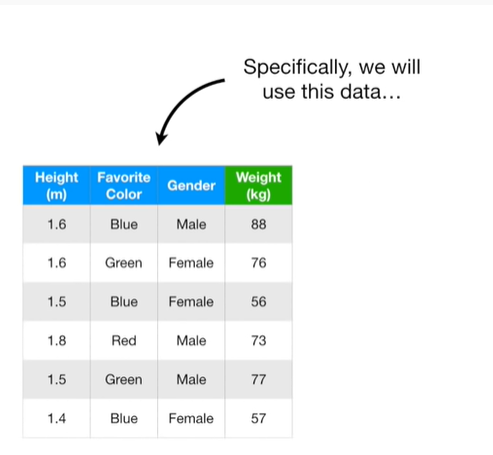 Specifically, we will
use this data…
Height (m) Favorite Color Gender Weight (kg)
1.6 Blue Male 88
1.6 Green Female 76
1.5 Blue Female 56
1.8 Red Male 73
1.5 Green Male 77
1.4 Blue Female 57